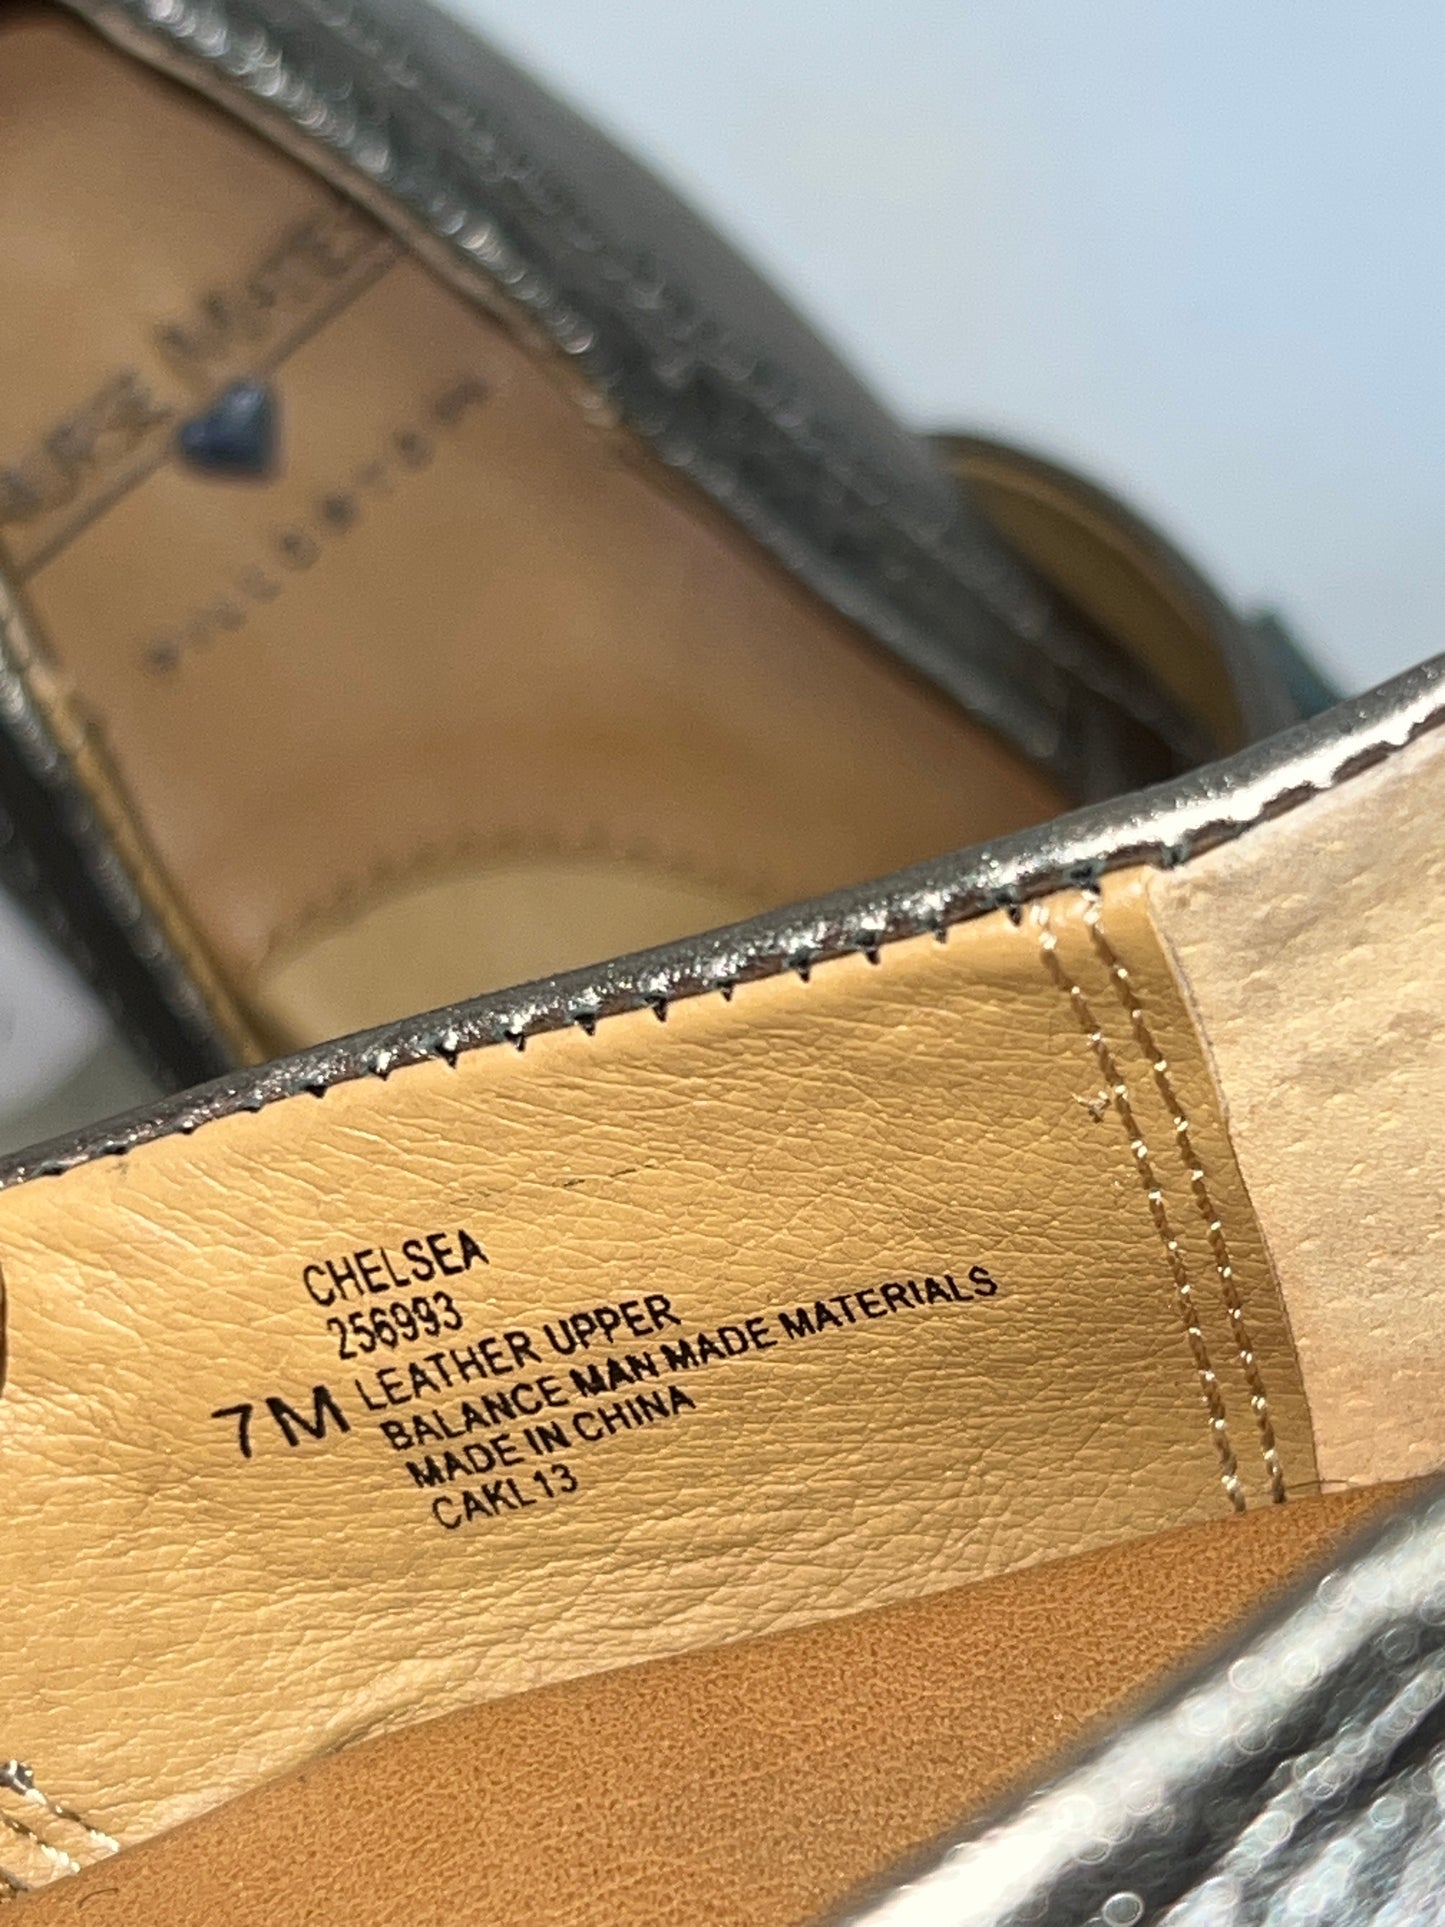 CHELSEA
256993
7M LEATHER UPPER
BALANCE MAN MADE MATERIALS
MADE IN CHINA
CAKL13